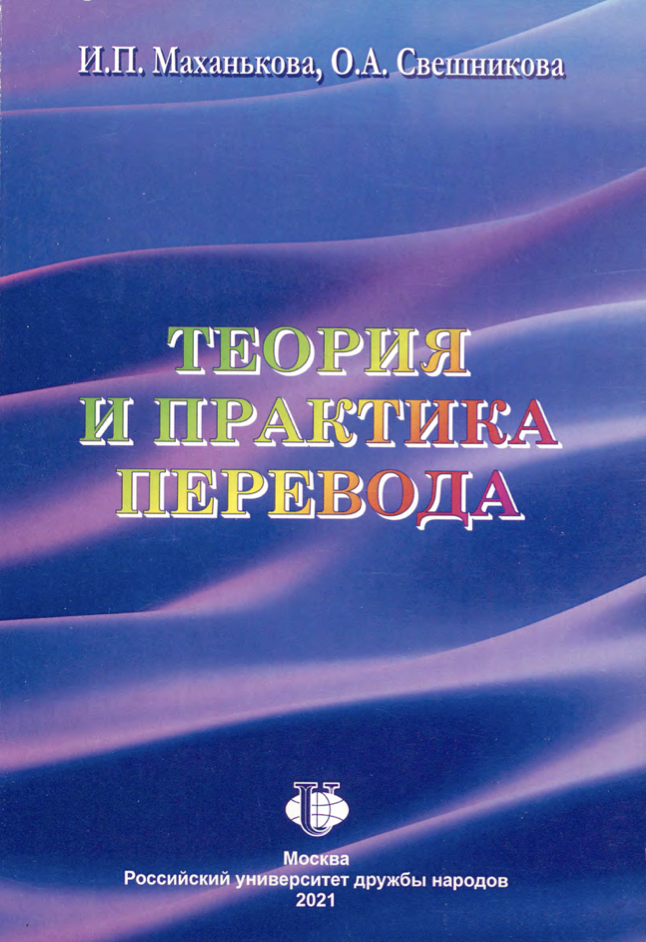 И.П. Маханькова, О.А. Свешникова
ТЕОРИЯ
И ПРАКТИКА
ПЕРЕВОДА
U
Москва
Российский университет дружбы народов
2021